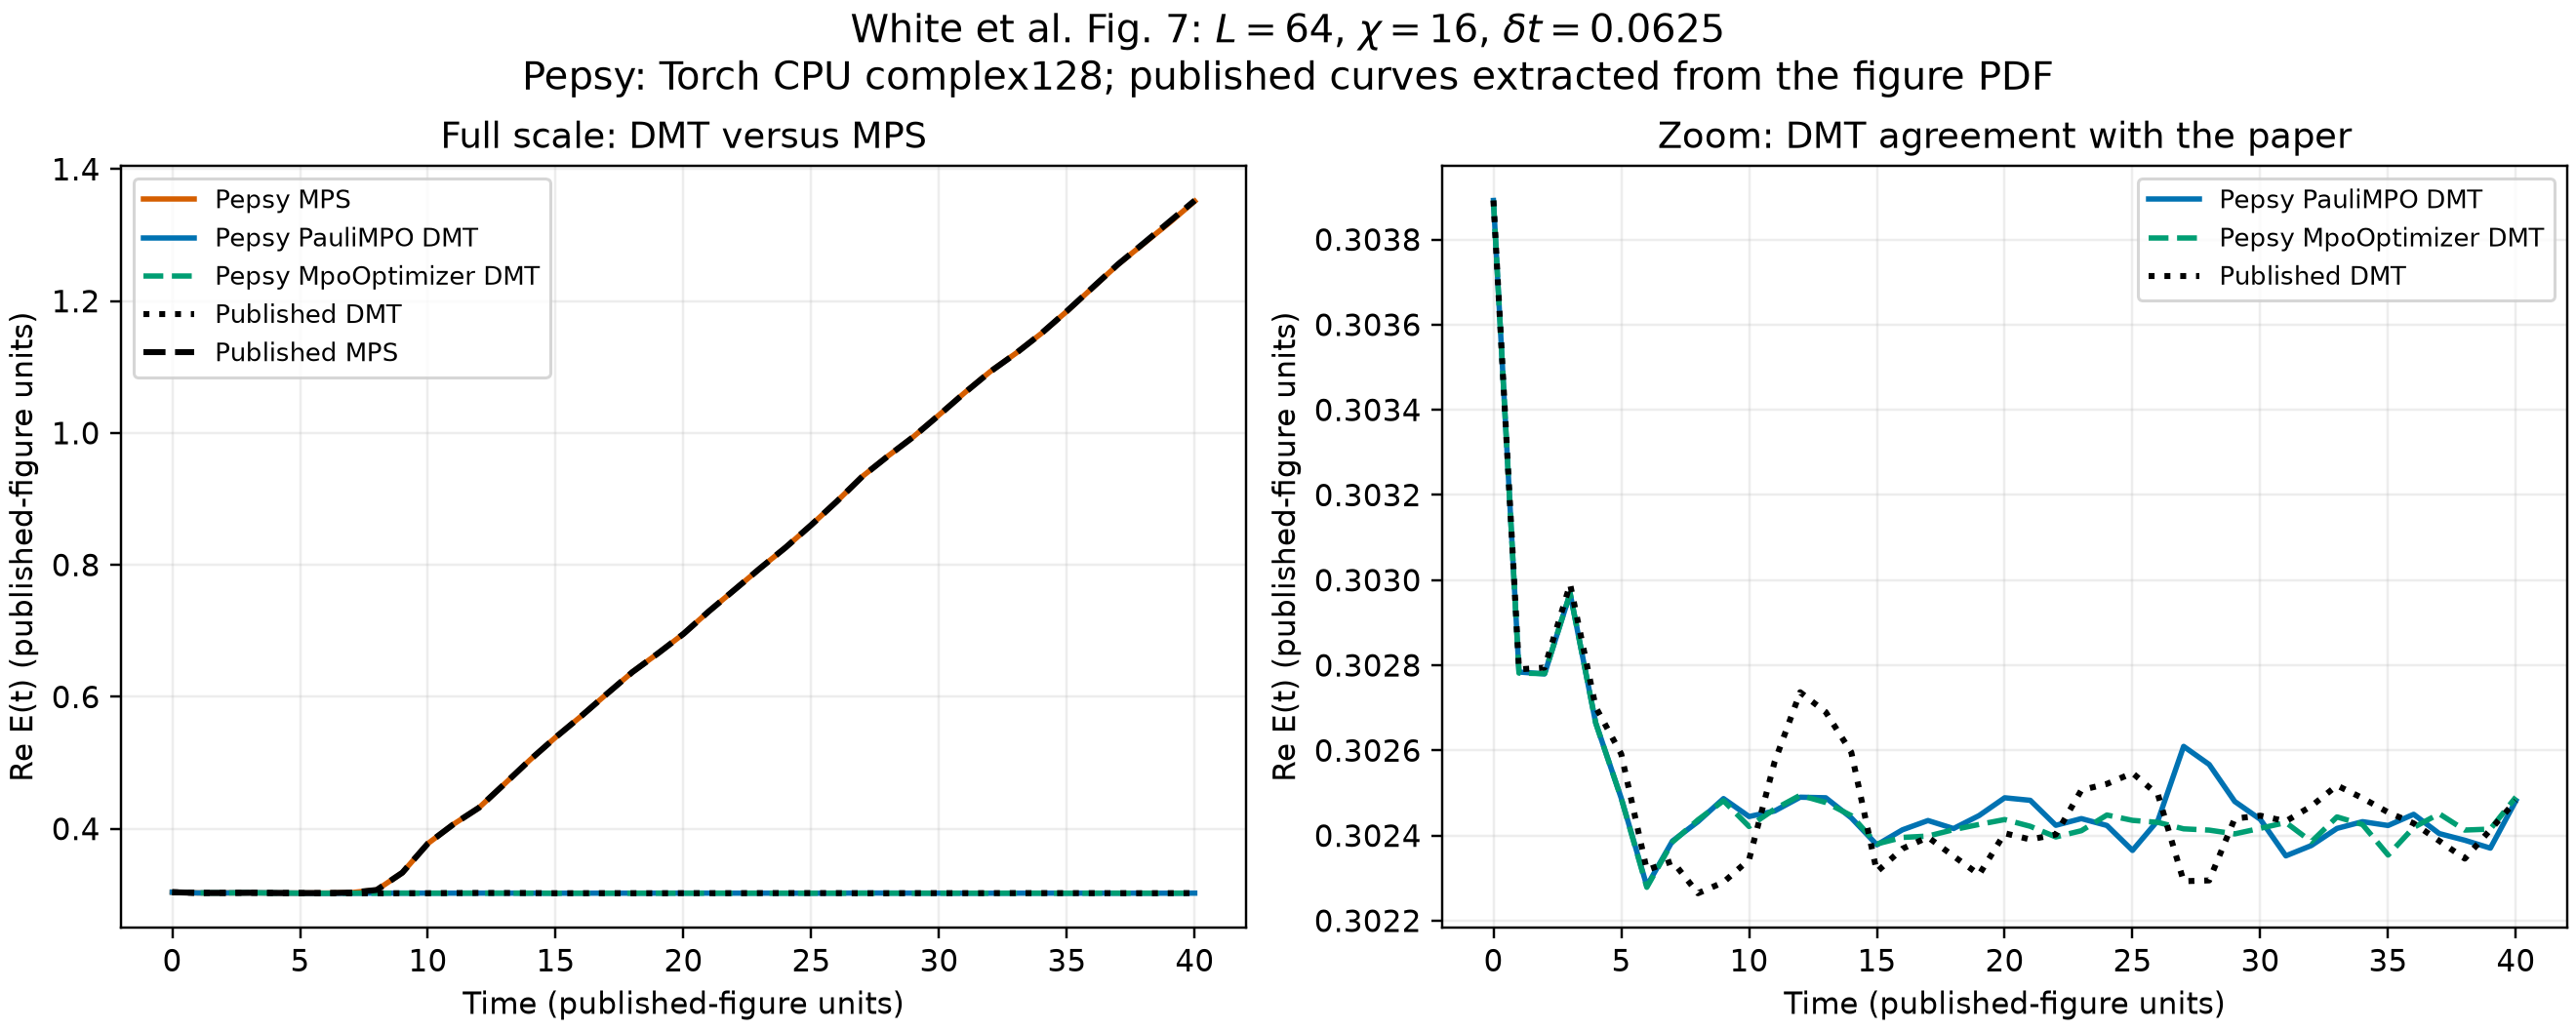 White et al. Fig. 7: L = 64, χ = 16, δt = 0.0625
Pepsy: Torch CPU complex128; published curves extracted from the figure PDF
Full scale: DMT versus MPS
Re E(t) (published-figure units)
1.4
1.2
1.0
0.8
0.6
0.4
Pepsy MPS
Pepsy PauliMPO DMT
Pepsy MpoOptimizer DMT
Published DMT
Published MPS
0 5 10 15 20 25 30 35 40
Time (published-figure units)
Zoom: DMT agreement with the paper
Re E(t) (published-figure units)
0.3038
0.3036
0.3034
0.3032
0.3030
0.3028
0.3026
0.3024
0.3022
Pepsy PauliMPO DMT
Pepsy MpoOptimizer DMT
Published DMT
0 5 10 15 20 25 30 35 40
Time (published-figure units)